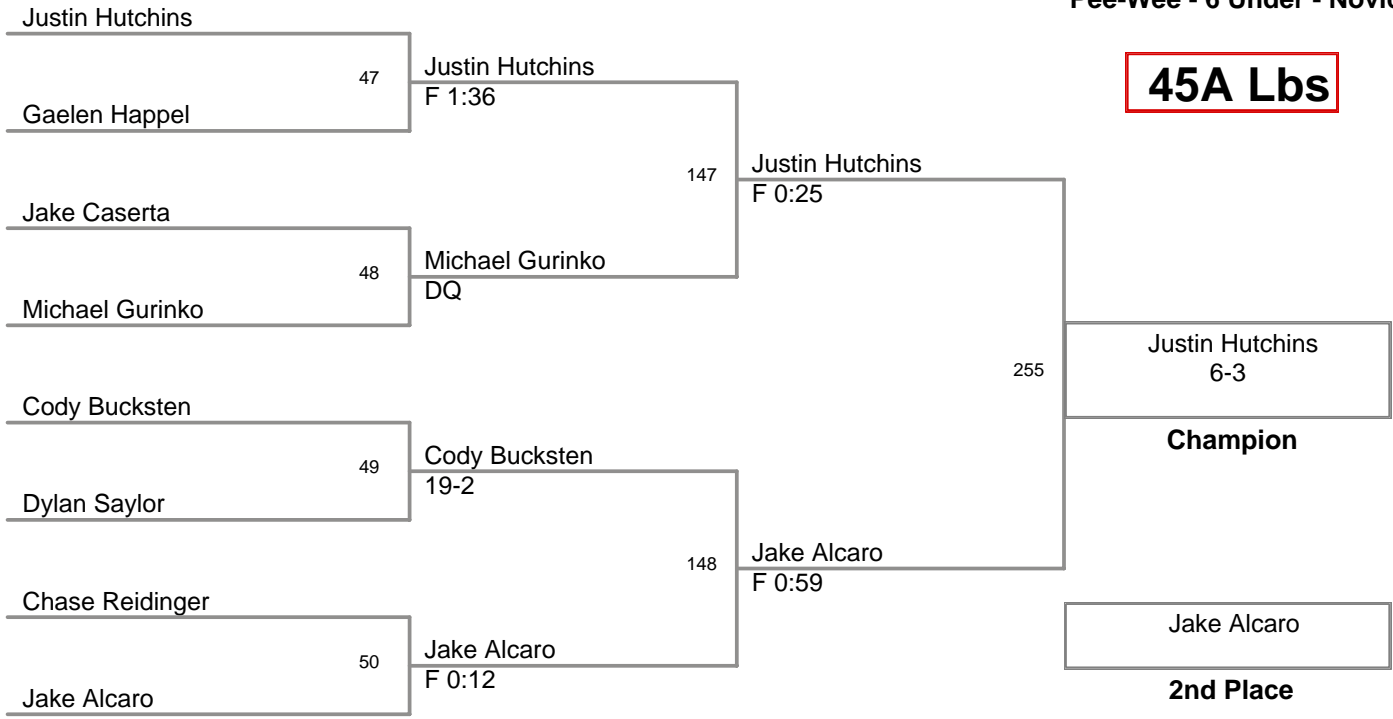 Pee-Wee - 6 Under -
45A Lbs
Justin Hutchins
47
Gaelen Happel
Justin Hutchins
F 1:36
Jake Caserta
48
Michael Gurinko
Michael Gurinko
DQ
147
Justin Hutchins
F 0:25
Cody Bucksten
49
Dylan Saylor
Cody Bucksten
19-2
Chase Reidinger
50
Jake Alcaro
Jake Alcaro
F 0:12
148
Jake Alcaro
F 0:59
255
Justin Hutchins
6-3
Champion
Jake Alcaro
2nd Place